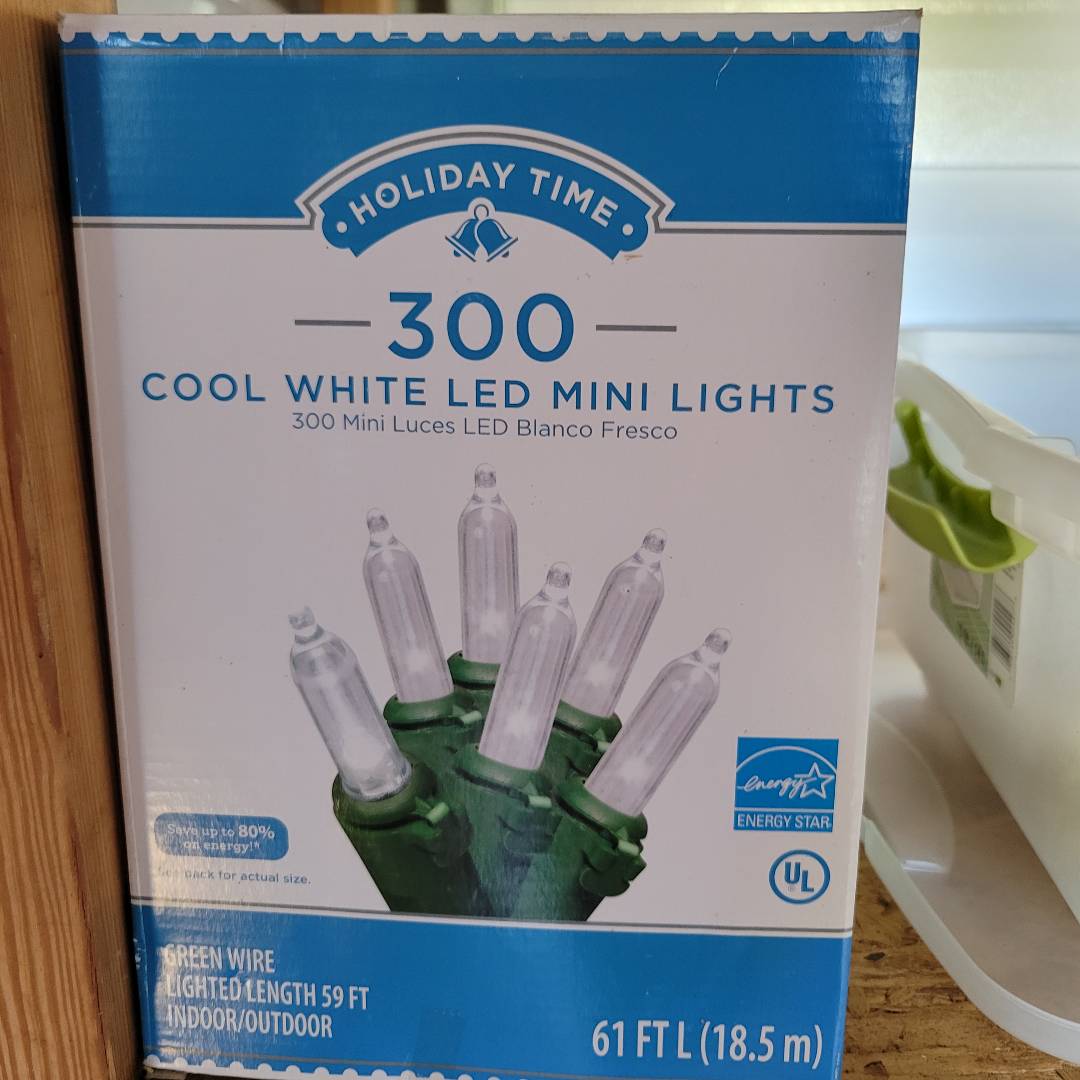 HOLIDAY TIME
300
COOL WHITE LED MINI LIGHTS
300 Mini Luces LED Blanco Fresco
energy
ENERGY STAR
UL
Save up to 80%
on energy!*
See pack for actual size.
GREEN WIRE
LIGHTED LENGTH 59 FT
INDOOR/OUTDOOR
61 FT L (18.5 m)